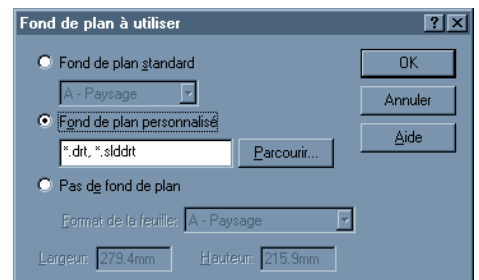 Fond de plan à utiliser
Fond de plan standard
OK
A - Paysage
Annuler
Fond de plan personnalisé
Aide
*.drt, *.slddrt
Parcourir...
Pas de fond de plan
Format de la feuille: A - Paysage
Largeur: 279.4mm Hauteur: 215.9mm